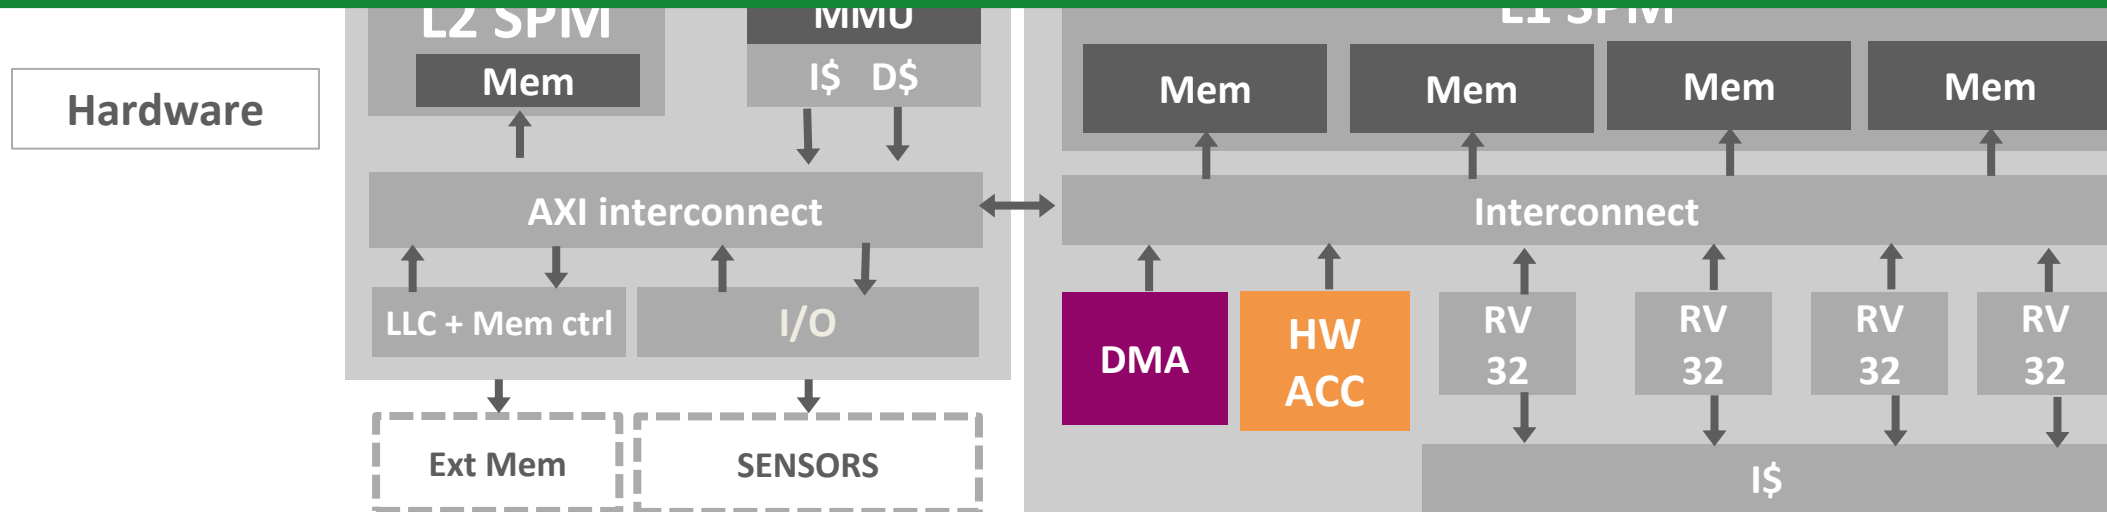 L2 SPM
MMU
L1 SPM
Mem
I$ D$
Mem
Mem
Mem
Mem
Hardware
AXI interconnect
Interconnect
LLC + Mem ctrl
I/O
DMA
HW
ACC
RV
32
RV
32
RV
32
RV
32
Ext Mem
SENSORS
I$